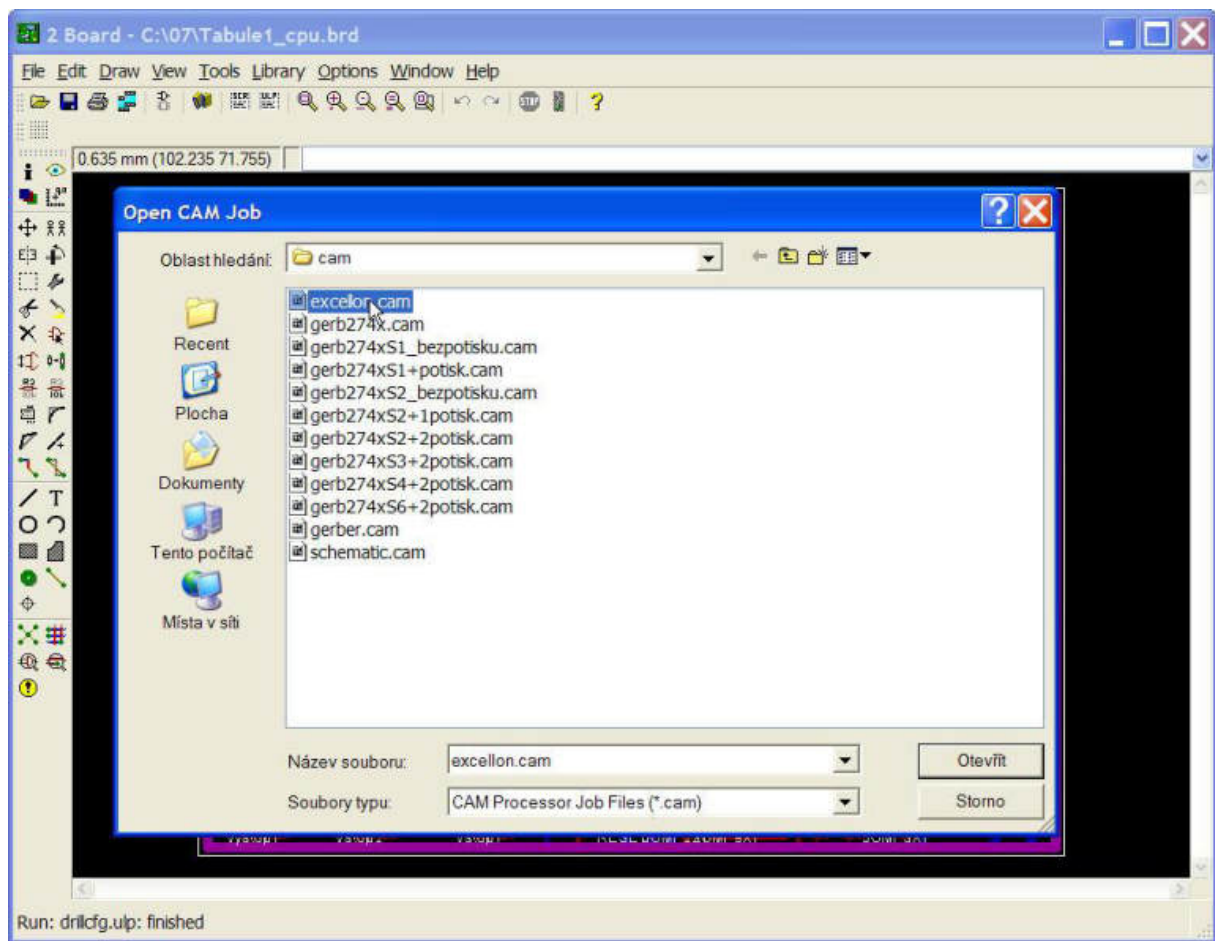 2 Board - C:\07\Tabule1_cpu.brd
File Edit Draw View Tools Library Options Window Help
0.635 mm (102.235 71.755)
Open CAM Job
Oblast hledání: cam
excellon.cam
gerb274x.cam
gerb274xS1_bezpotisku.cam
gerb274xS1+potisk.cam
gerb274xS2_bezpotisku.cam
gerb274xS2+1potisk.cam
gerb274xS2+2potisk.cam
gerb274xS3+2potisk.cam
gerb274xS4+2potisk.cam
gerb274xS6+2potisk.cam
gerber.cam
schematic.cam
Recent
Plocha
Dokumenty
Tento počítač
Místa v síti
Název souboru: excellon.cam Otevřít
Soubory typu: CAM Processor Job Files (*.cam) Storno
Run: drillcfg.ulp: finished